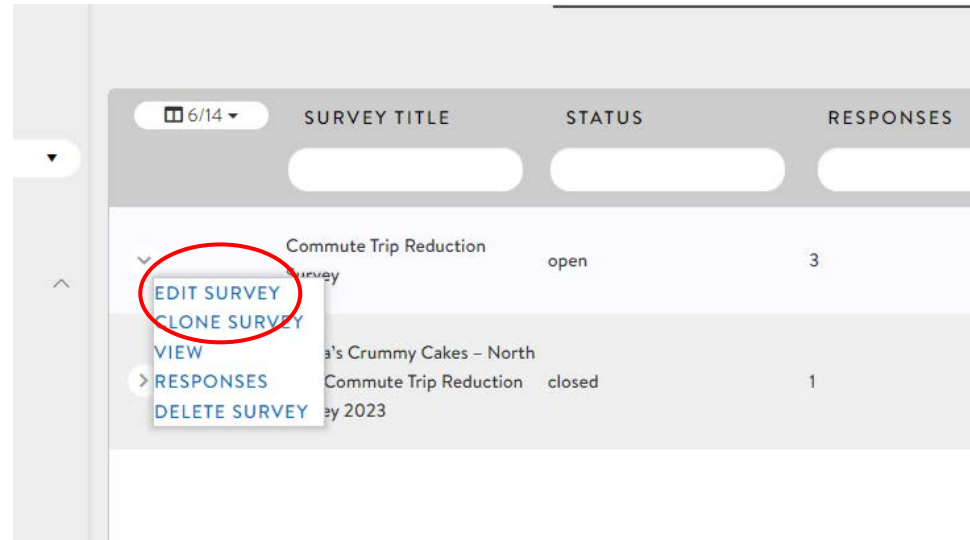 6/14
SURVEY TITLE
STATUS
RESPONSES
Commute Trip Reduction
Survey
open
3
EDIT SURVEY
CLONE SURVEY
VIEW
RESPONSES
DELETE SURVEY
's Crummy Cakes – North
Commute Trip Reduction
2023
closed
1